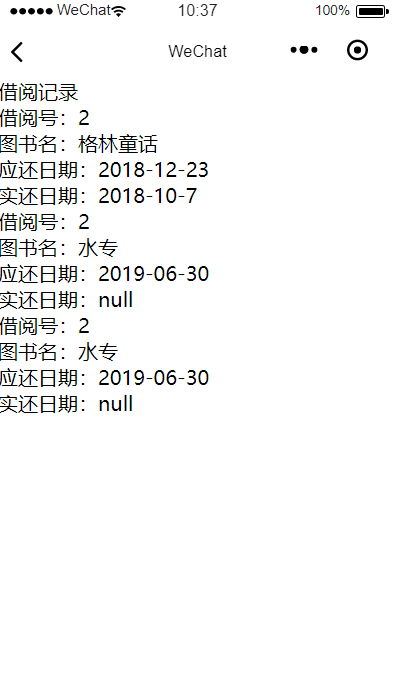 WeChat 10:37 100%
WeChat
借阅记录
借阅号：2
图书名：格林童话
应还日期：2018-12-23
实还日期：2018-10-7
借阅号：2
图书名：水专
应还日期：2019-06-30
实还日期：null
借阅号：2
图书名：水专
应还日期：2019-06-30
实还日期：null